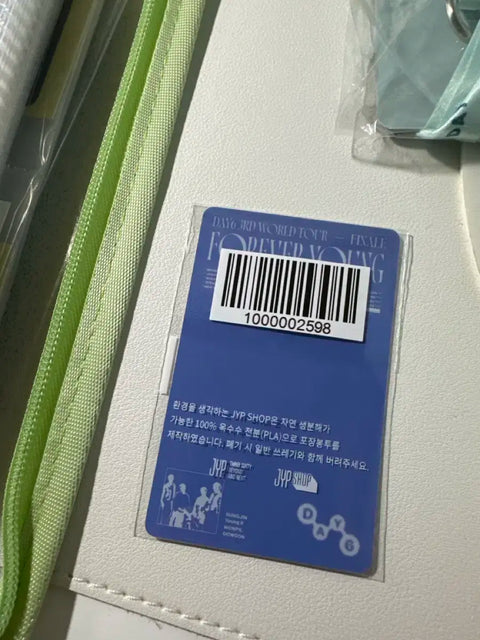 DAY6 3RD WORLD TOUR — FINALE
FOREVER YOUNG
1000002598
환경을 생각하는 JYP SHOP은 자연 생분해가
가능한 100% 옥수수 전분(PLA)으로 포장봉투를
제작하였습니다. 폐기 시 일반 쓰레기와 함께 버려주세요.
JYP
JYP SHOP
SUNGJIN
Young K
WONPIL
DOWOON
DAY6